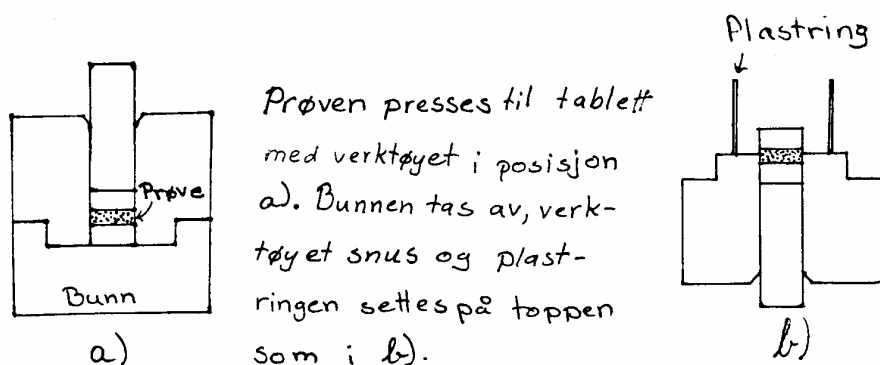 Plastring
Prøve
Bunn
a)
Prøven presses til tablett
med verktøyet i posisjon
a). Bunnen tas av, verk-
tøyet snus og plast-
ringen settes på toppen
som i b).
b)